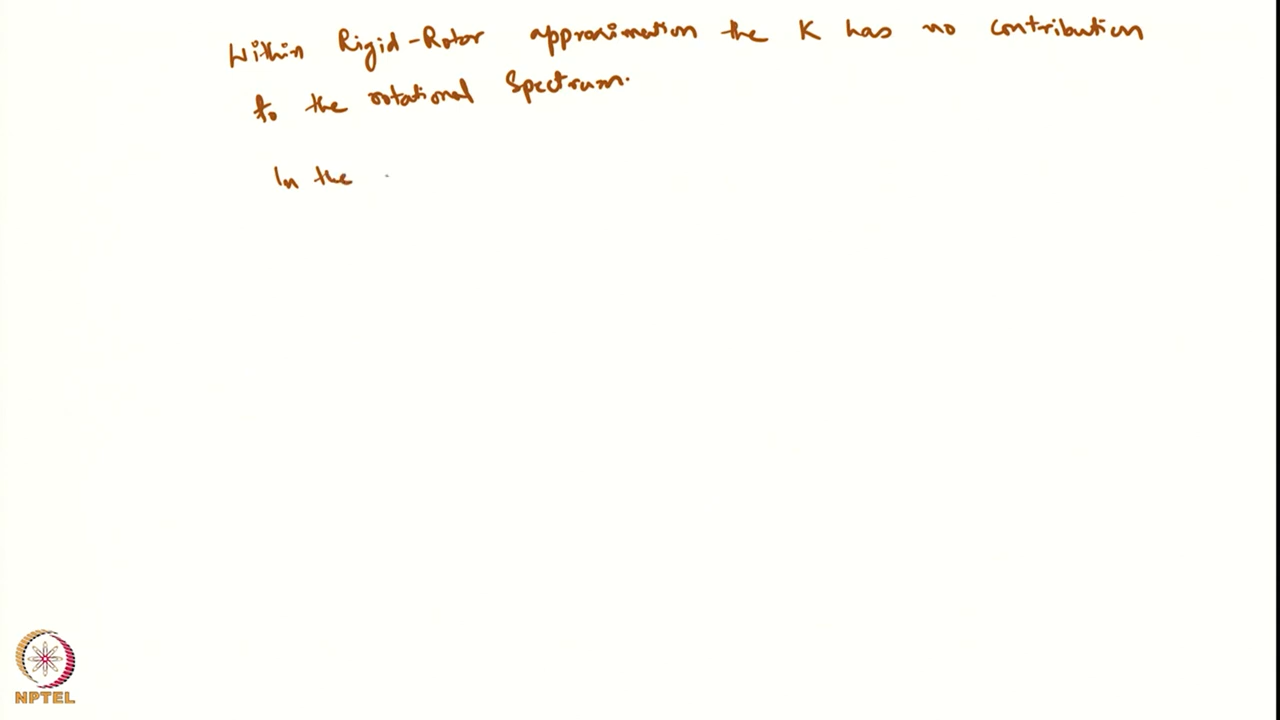 Within Rigid-Rotor approximation the K has no contribution
to the rotational Spectrum.
In the
NPTEL